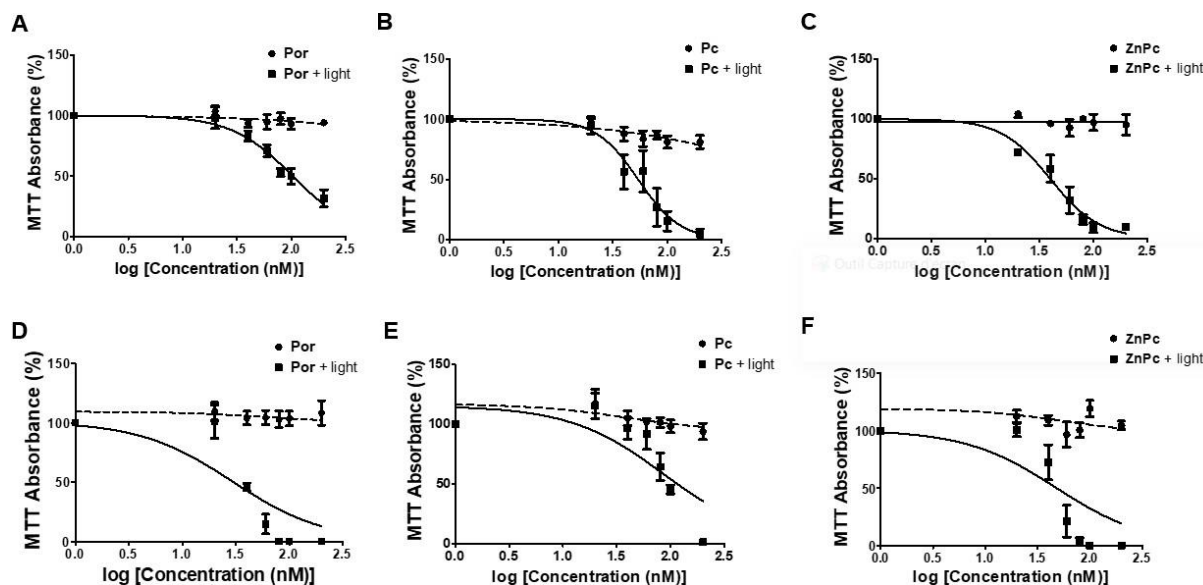 A
Por
Por + light
MTT Absorbance (%)
150
100
50
0
0.0 0.5 1.0 1.5 2.0 2.5
log [Concentration (nM)]
B
Pc
Pc + light
MTT Absorbance (%)
150
100
50
0
0.0 0.5 1.0 1.5 2.0 2.5
log [Concentration (nM)]
C
ZnPc
ZnPc + light
MTT Absorbance (%)
150
100
50
0
0.0 0.5 1.0 1.5 2.0 2.5
log [Concentration (nM)]
Outil Capture d'écran
D
Por
Por + light
MTT Absorbance (%)
150
100
50
0
0.0 0.5 1.0 1.5 2.0 2.5
log [Concentration (nM)]
E
Pc
Pc + light
MTT Absorbance (%)
150
100
50
0
0.0 0.5 1.0 1.5 2.0 2.5
log [Concentration (nM)]
F
ZnPc
ZnPc + light
MTT Absorbance (%)
150
100
50
0
0.0 0.5 1.0 1.5 2.0 2.5
log [Concentration (nM)]